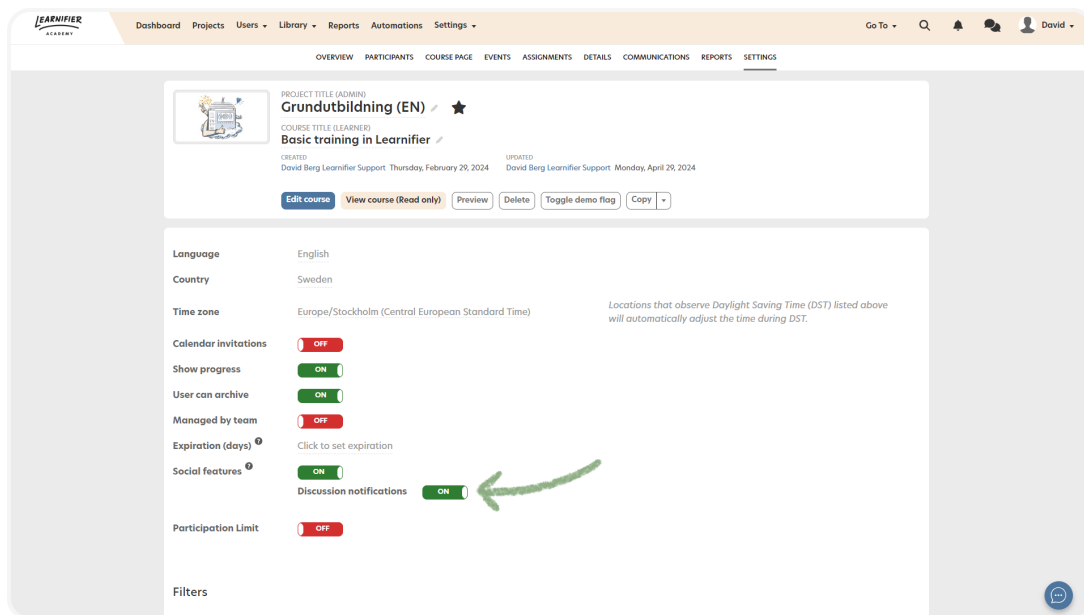 LEARNIFIER
ACADEMY
Dashboard Projects Users Library Reports Automations Settings Go To David
OVERVIEW PARTICIPANTS COURSE PAGE EVENTS ASSIGNMENTS DETAILS COMMUNICATIONS REPORTS SETTINGS
PROJECT TITLE (ADMIN)
Grundutbildning (EN)
COURSE TITLE (LEARNER)
Basic training in Learnifier
CREATED UPDATED
David Berg Learnifier Support Thursday, February 29, 2024 David Berg Learnifier Support Monday, April 29, 2024
Edit course View course (Read only) Preview Delete Toggle demo flag Copy
Language English
Country Sweden
Time zone Europe/Stockholm (Central European Standard Time)
Locations that observe Daylight Saving Time (DST) listed above
will automatically adjust the time during DST.
Calendar invitations OFF
Show progress ON
User can archive ON
Managed by team OFF
Expiration (days) ? Click to set expiration
Social features ? ON
Discussion notifications ON
Participation Limit OFF
Filters